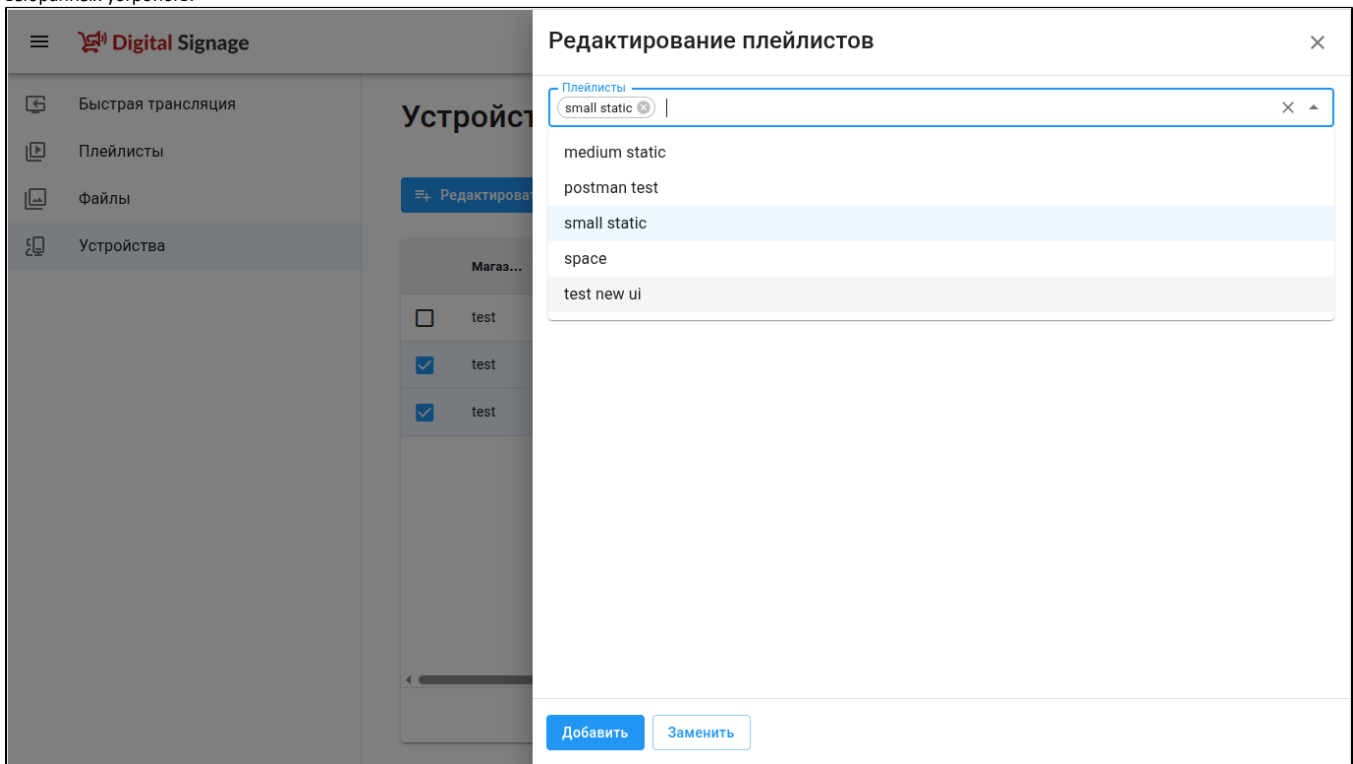 Digital Signage
Быстрая трансляция
Плейлисты
Файлы
Устройства
Устройст
Редактироват
Магаз...
test
test
test
Редактирование плейлистов
Плейлисты
small static
medium static
postman test
small static
space
test new ui
Добавить
Заменить